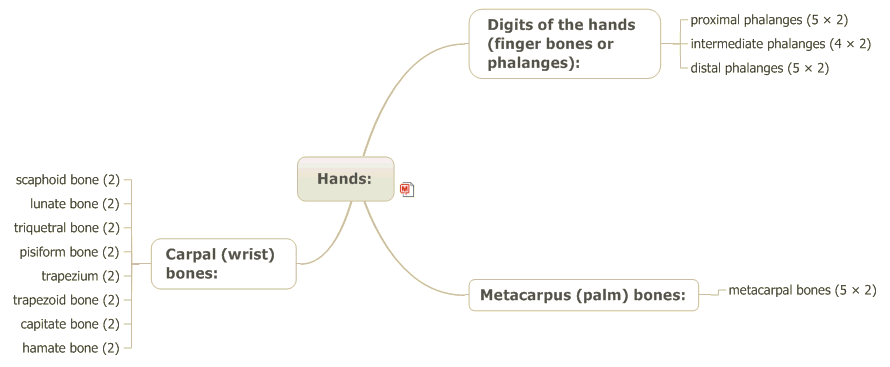 Digits of the hands
(finger bones or
phalanges):
proximal phalanges (5 × 2)
intermediate phalanges (4 × 2)
distal phalanges (5 × 2)
Hands:
scaphoid bone (2)
lunate bone (2)
triquetral bone (2)
pisiform bone (2)
trapezium (2)
trapezoid bone (2)
capitate bone (2)
hamate bone (2)
Carpal (wrist)
bones:
Metacarpus (palm) bones:
metacarpal bones (5 × 2)